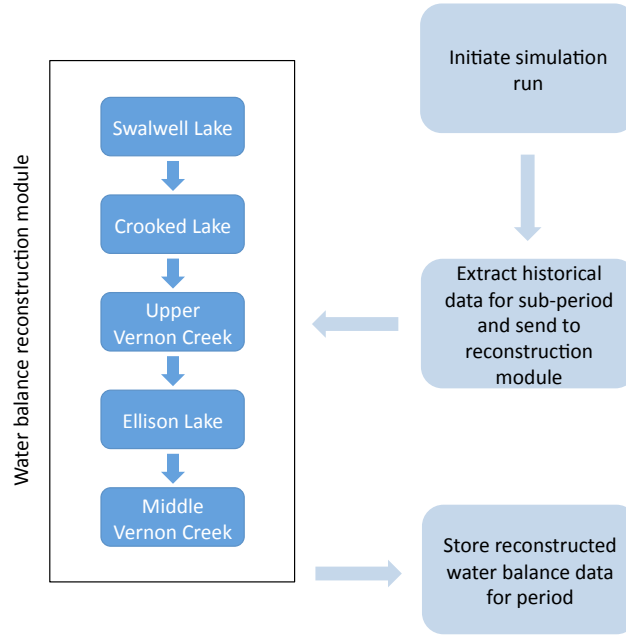 Water balance reconstruction module
Swalwell Lake
Crooked Lake
Upper
Vernon Creek
Ellison Lake
Middle
Vernon Creek
Initiate simulation
run
Extract historical
data for sub-period
and send to
reconstruction
module
Store reconstructed
water balance data
for period